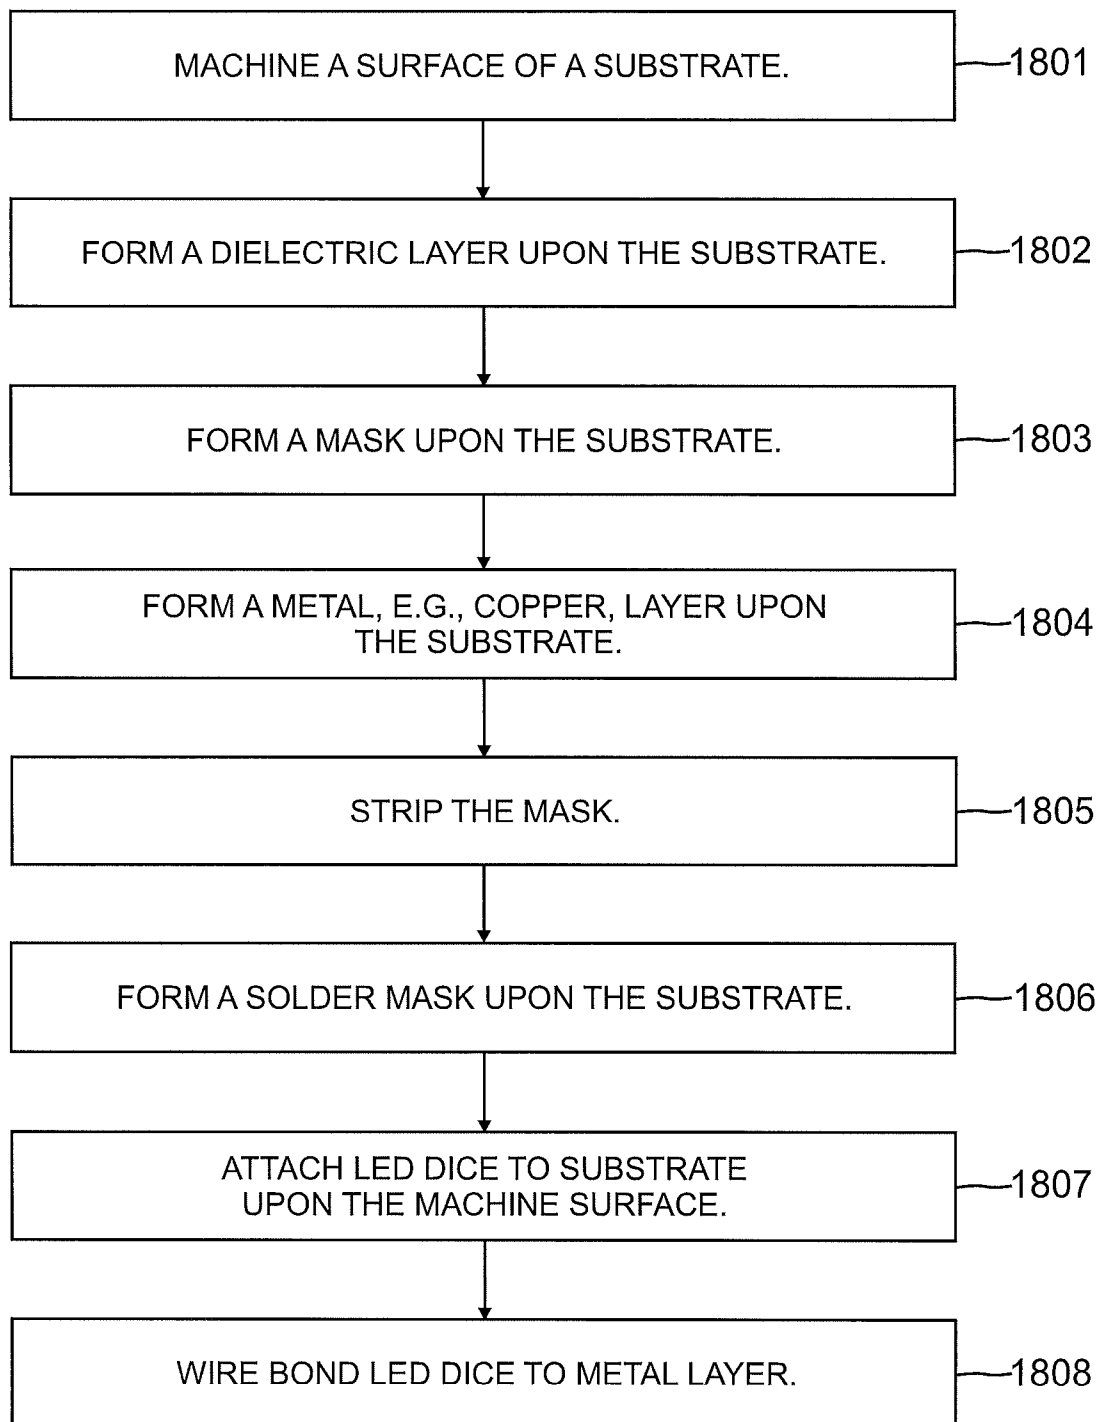 MACHINE A SURFACE OF A SUBSTRATE.
1801
FORM A DIELECTRIC LAYER UPON THE SUBSTRATE.
1802
FORM A MASK UPON THE SUBSTRATE.
1803
FORM A METAL, E.G., COPPER, LAYER UPON
THE SUBSTRATE.
1804
STRIP THE MASK.
1805
FORM A SOLDER MASK UPON THE SUBSTRATE.
1806
ATTACH LED DICE TO SUBSTRATE
UPON THE MACHINE SURFACE.
1807
WIRE BOND LED DICE TO METAL LAYER.
1808